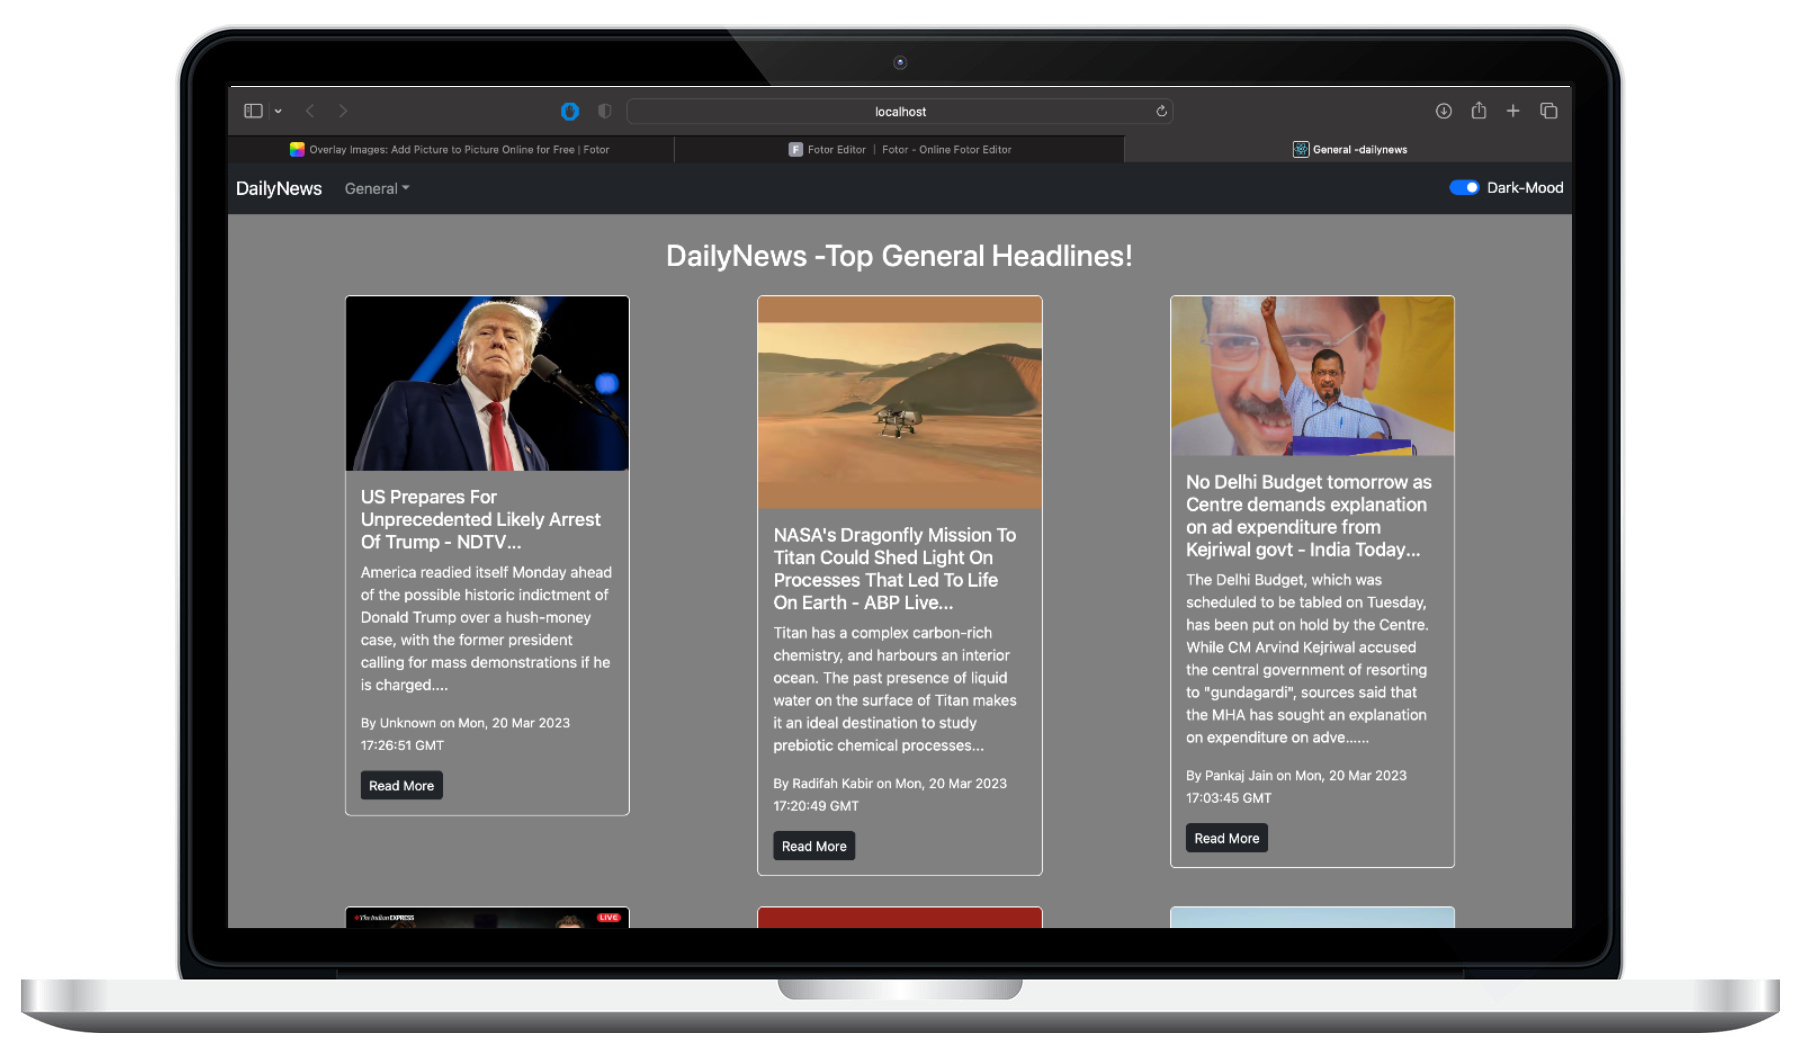 localhost
Overlay Images: Add Picture to Picture Online for Free | Fotor
F
Fotor Editor | Fotor - Online Fotor Editor
General -dailynews
DailyNews
General
Dark-Mood
DailyNews -Top General Headlines!
US Prepares For
Unprecedented Likely Arrest
Of Trump - NDTV...
America readied itself Monday ahead
of the possible historic indictment of
Donald Trump over a hush-money
case, with the former president
calling for mass demonstrations if he
is charged....
By Unknown on Mon, 20 Mar 2023
17:26:51 GMT
Read More
NASA's Dragonfly Mission To
Titan Could Shed Light On
Processes That Led To Life
On Earth - ABP Live...
Titan has a complex carbon-rich
chemistry, and harbours an interior
ocean. The past presence of liquid
water on the surface of Titan makes
it an ideal destination to study
prebiotic chemical processes...
By Radifah Kabir on Mon, 20 Mar 2023
17:20:49 GMT
Read More
No Delhi Budget tomorrow as
Centre demands explanation
on ad expenditure from
Kejriwal govt - India Today...
The Delhi Budget, which was
scheduled to be tabled on Tuesday,
has been put on hold by the Centre.
While CM Arvind Kejriwal accused
the central government of resorting
to "gundagardi", sources said that
the MHA has sought an explanation
on expenditure on adve......
By Pankaj Jain on Mon, 20 Mar 2023
17:03:45 GMT
Read More
The Indian EXPRESS
LIVE